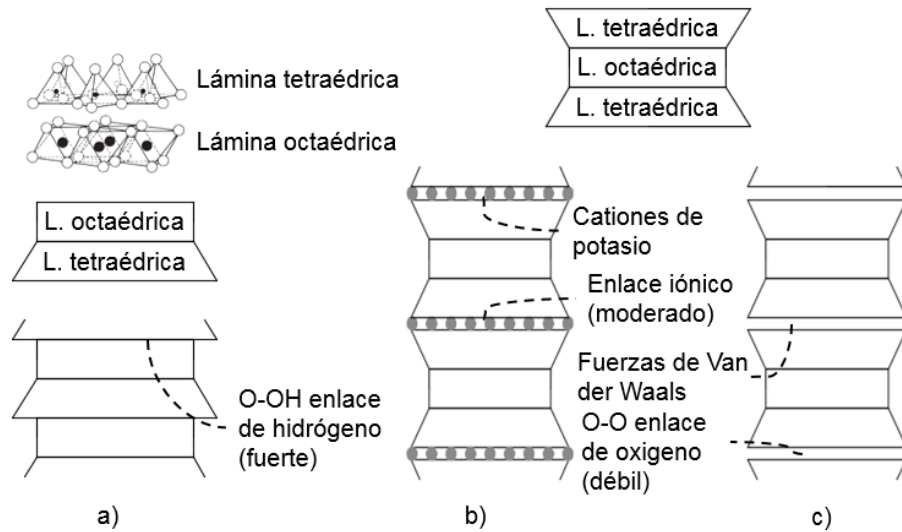 Lámina tetraédrica
Lámina octaédrica
L. octaédrica
L. tetraédrica
O-OH enlace
de hidrógeno
(fuerte)
a)
L. tetraédrica
L. octaédrica
L. tetraédrica
Cationes de
potasio
Enlace iónico
(moderado)
Fuerzas de Van
der Waals
O-O enlace
de oxigeno
(débil)
b)
c)